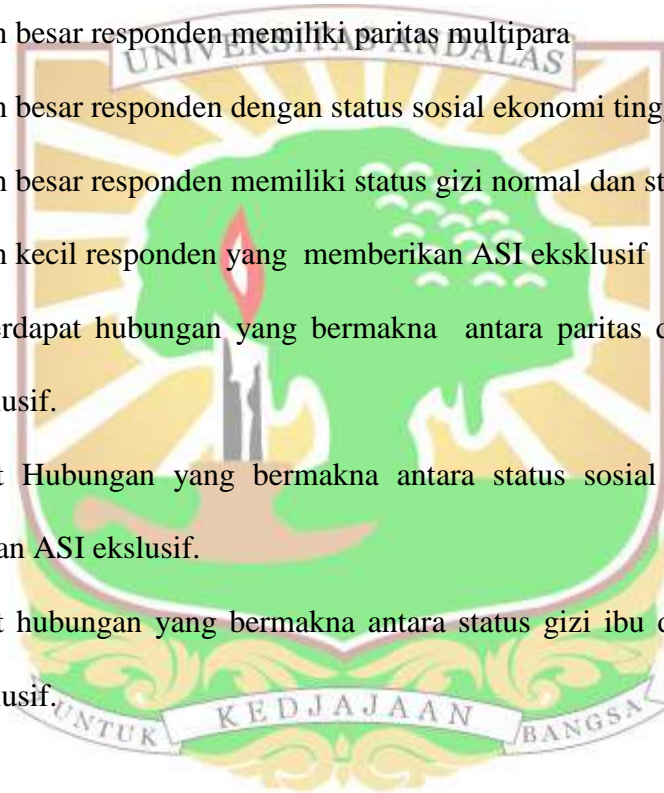 n besar responden memiliki paritas multipara
UNIVERSITAS ANDALAS
n besar responden dengan status sosial ekonomi ting
n besar responden memiliki status gizi normal dan st
n kecil responden yang memberikan ASI eksklusif
erdapat hubungan yang bermakna antara paritas d
lusif.
t Hubungan yang bermakna antara status sosial
an ASI ekslusif.
t hubungan yang bermakna antara status gizi ibu d
lusif.
UNTUK KEDJAJAAN BANGSA